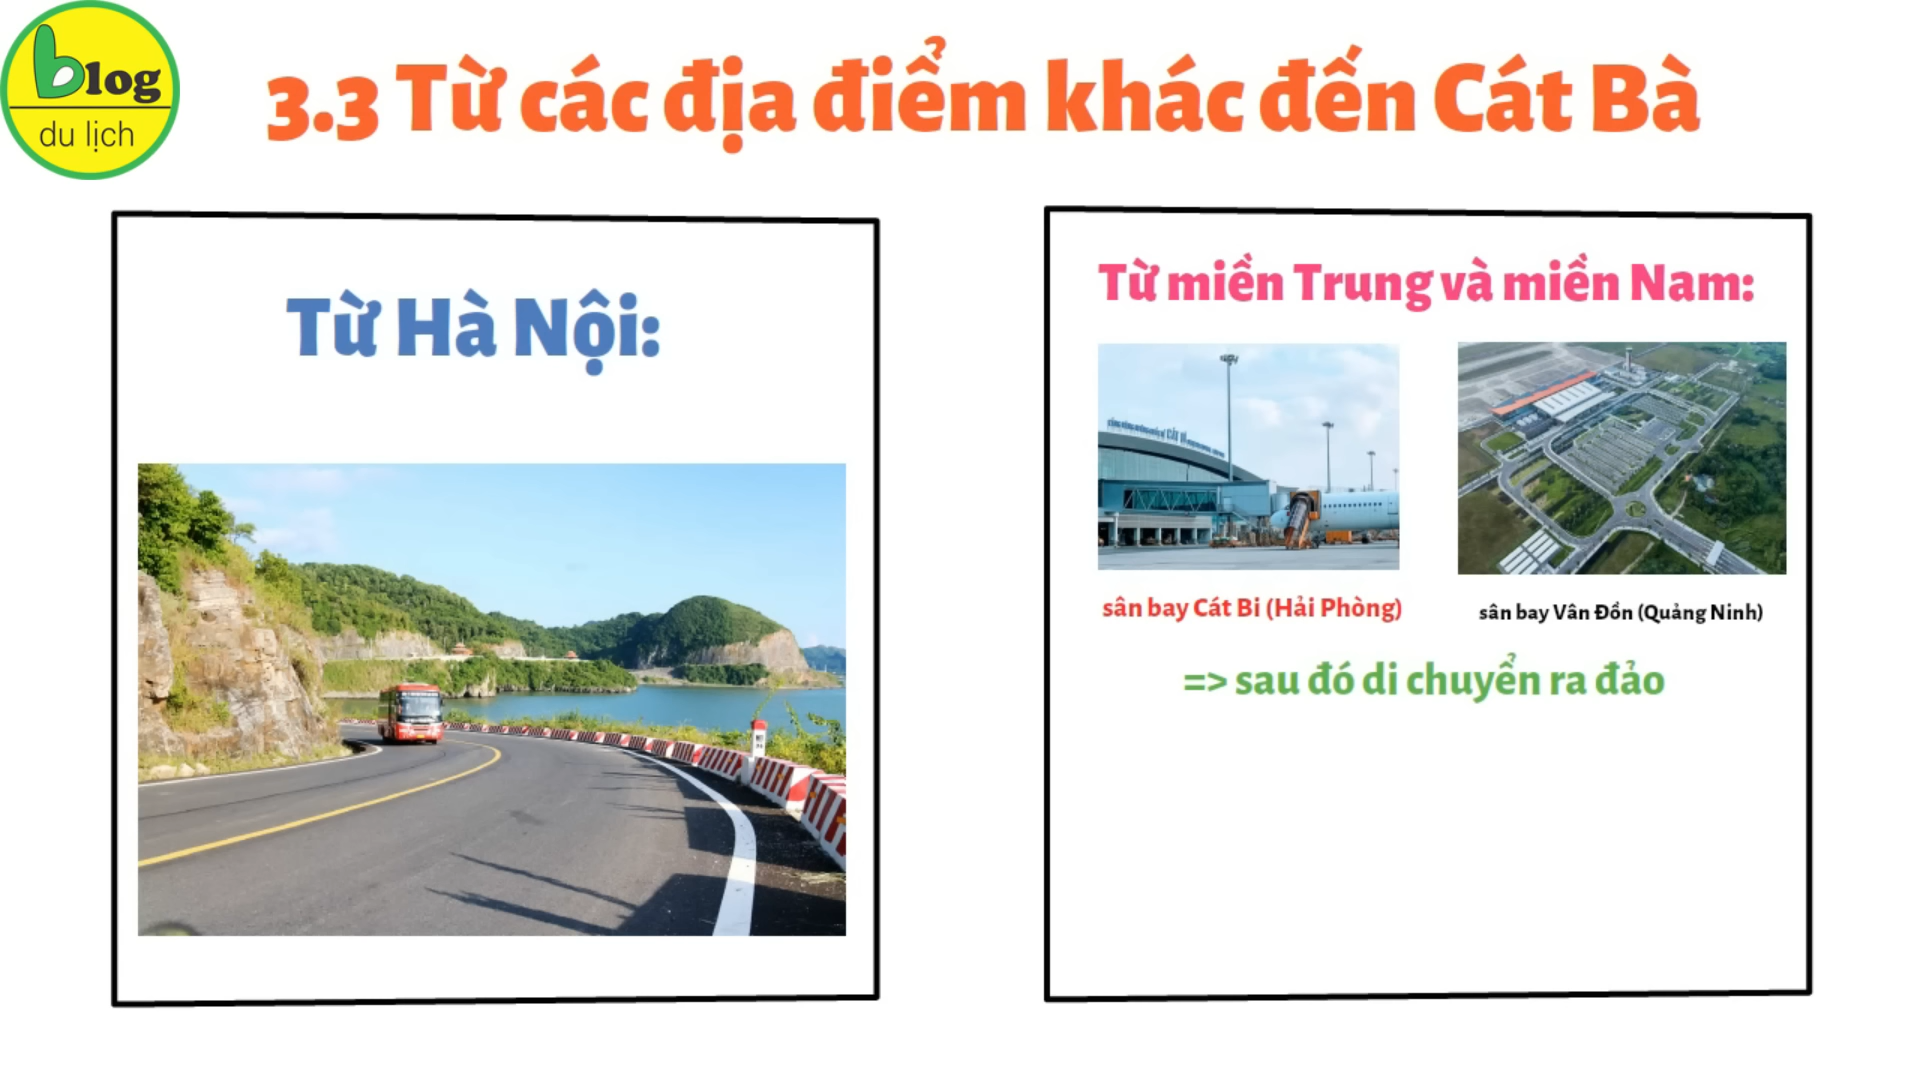 blog
du lịch
3.3 Từ các địa điểm khác đến Cát Bà
Từ Hà Nội:
Từ miền Trung và miền Nam:
sân bay Cát Bi (Hải Phòng)
sân bay Vân Đồn (Quảng Ninh)
=> sau đó di chuyển ra đảo